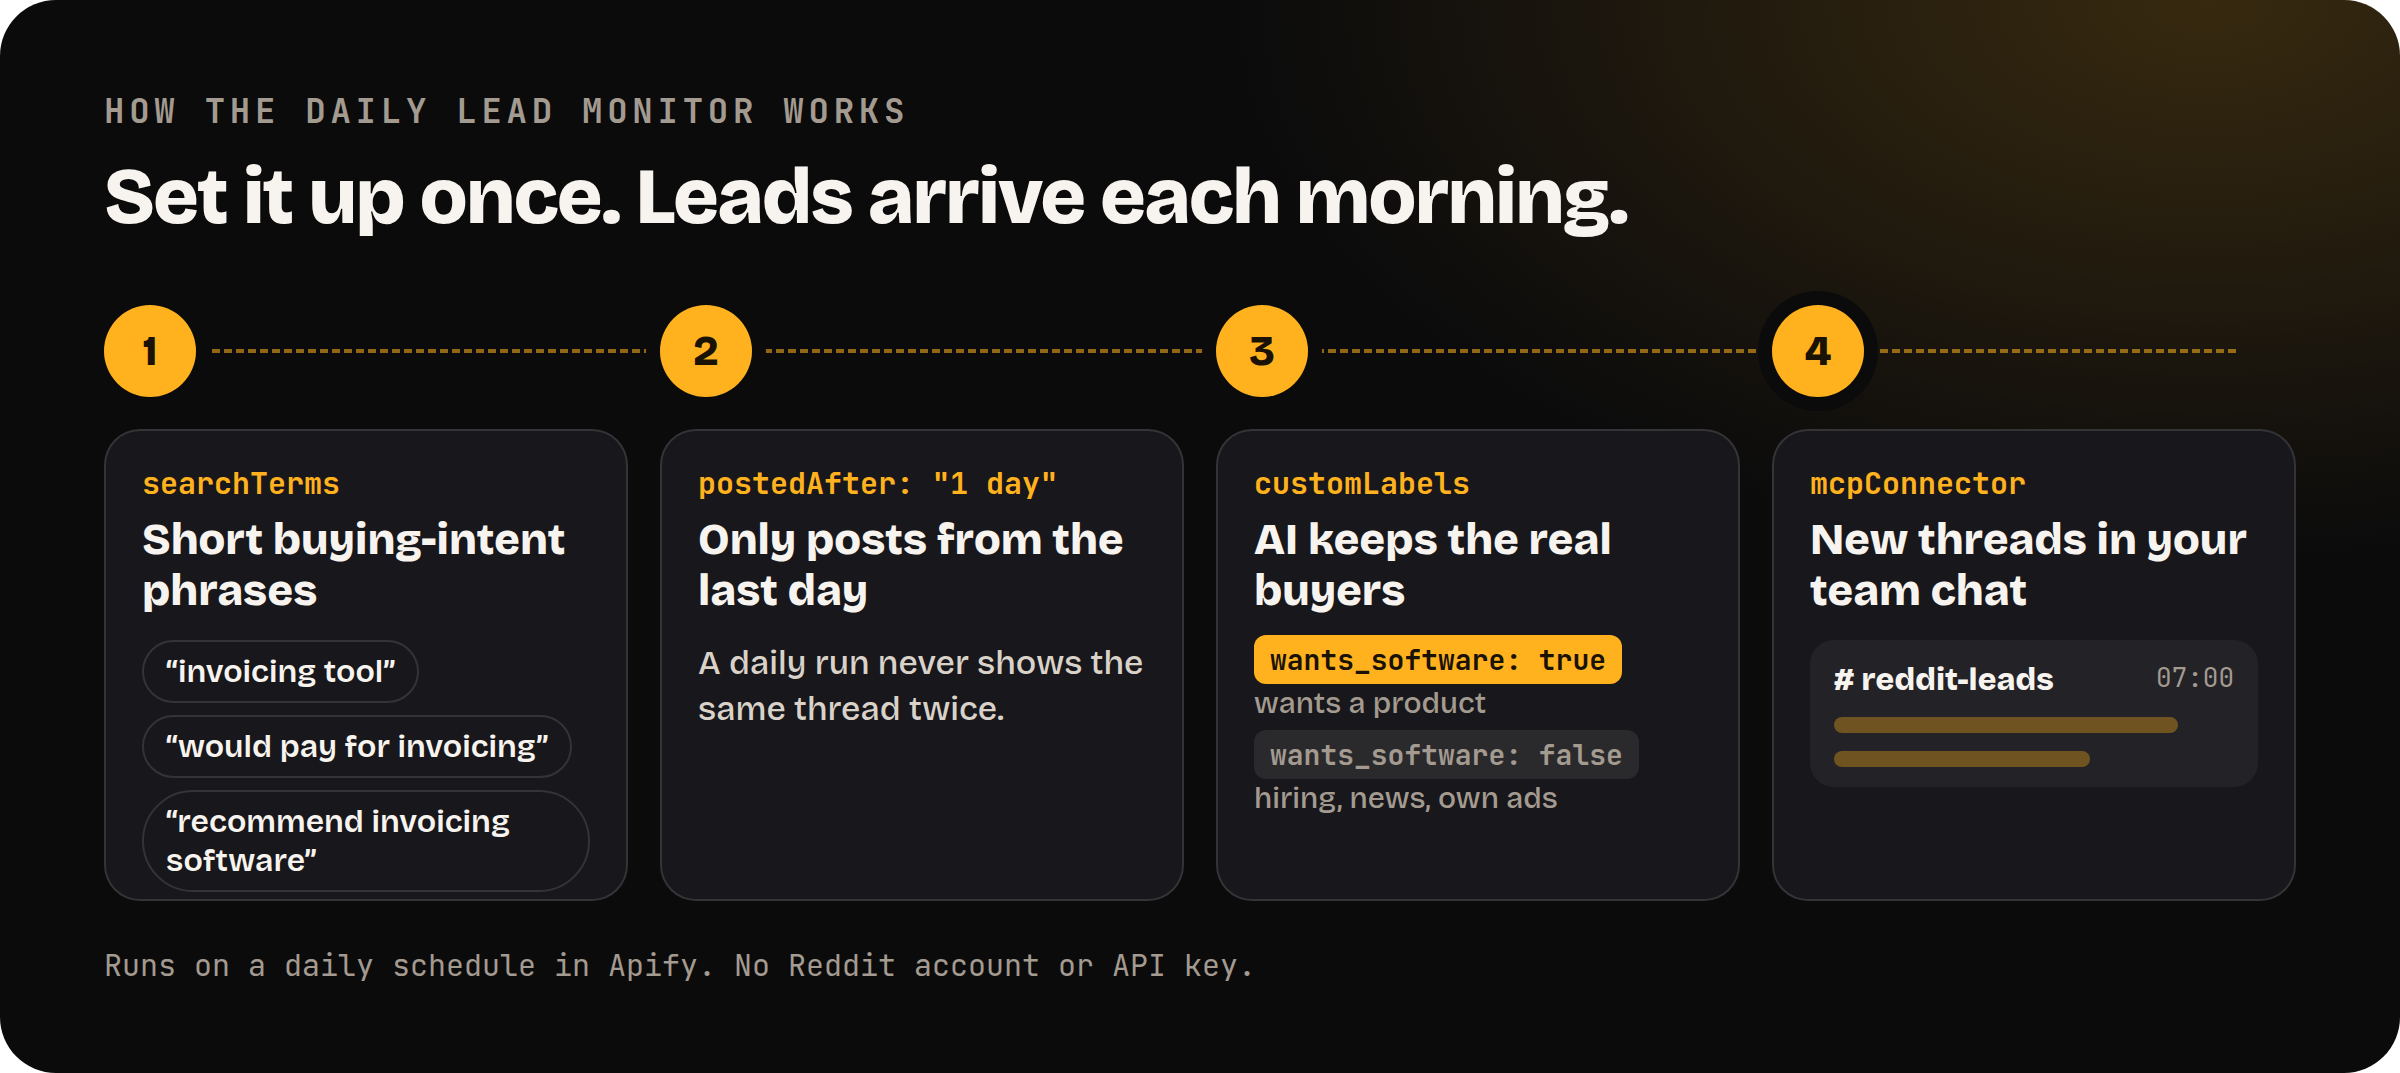 HOW THE DAILY LEAD MONITOR WORKS
Set it up once. Leads arrive each morning.
1
2
3
4
searchTerms
Short buying-intent
phrases
“invoicing tool”
“would pay for invoicing”
“recommend invoicing
software”
postedAfter: "1 day"
Only posts from the
last day
A daily run never shows the
same thread twice.
customLabels
AI keeps the real
buyers
wants_software: true
wants a product
wants_software: false
hiring, news, own ads
mcpConnector
New threads in your
team chat
# reddit-leads 07:00
Runs on a daily schedule in Apify. No Reddit account or API key.